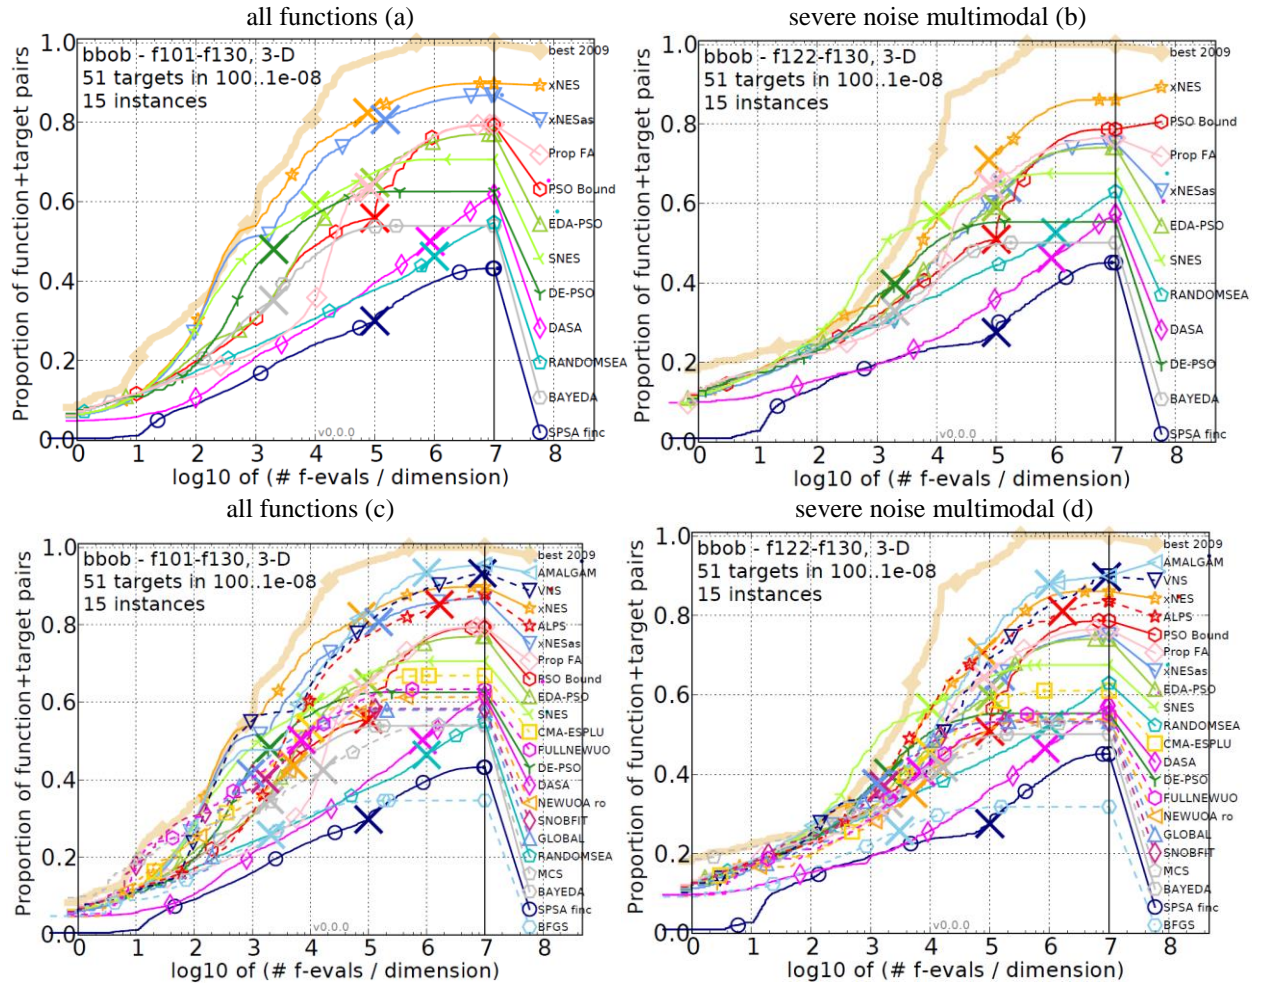 all functions (a)
severe noise multimodal (b)
Proportion of function+target pairs
1.0
0.8
0.6
0.4
0.2
0.0
bbob - f101-f130, 3-D
51 targets in 100..1e-08
15 instances
best 2009
xNES
xNESas
Prop FA
PSO Bound
EDA-PSO
SNES
DE-PSO
DASA
RANDOMSEA
BAYEDA
SPSA finc
v0.0.0
0 1 2 3 4 5 6 7 8
log10 of (# f-evals / dimension)
Proportion of function+target pairs
1.0
0.8
0.6
0.4
0.2
0.0
bbob - f122-f130, 3-D
51 targets in 100..1e-08
15 instances
best 2009
xNES
PSO Bound
Prop FA
xNESas
EDA-PSO
SNES
RANDOMSEA
DASA
DE-PSO
BAYEDA
SPSA finc
v0.0.0
0 1 2 3 4 5 6 7 8
log10 of (# f-evals / dimension)
all functions (c)
severe noise multimodal (d)
Proportion of function+target pairs
1.0
0.8
0.6
0.4
0.2
0.0
bbob - f101-f130, 3-D
51 targets in 100..1e-08
15 instances
best 2009
AMALGAM
VNS
xNES
ALPS
xNESas
Prop FA
PSO Bound
EDA-PSO
SNES
CMA-ESPLU
FULLNEWUO
DE-PSO
DASA
NEWUOA ro
SNOBFIT
GLOBAL
RANDOMSEA
MCS
BAYEDA
SPSA finc
BFGS
v0.0.0
0 1 2 3 4 5 6 7 8
log10 of (# f-evals / dimension)
Proportion of function+target pairs
1.0
0.8
0.6
0.4
0.2
0.0
bbob - f122-f130, 3-D
51 targets in 100..1e-08
15 instances
best 2009
AMALGAM
VNS
xNES
ALPS
PSO Bound
Prop FA
xNESas
EDA-PSO
SNES
RANDOMSEA
CMA-ESPLU
DASA
DE-PSO
FULLNEWUO
NEWUOA ro
GLOBAL
SNOBFIT
MCS
BAYEDA
SPSA finc
BFGS
v0.0.0
0 1 2 3 4 5 6 7 8
log10 of (# f-evals / dimension)